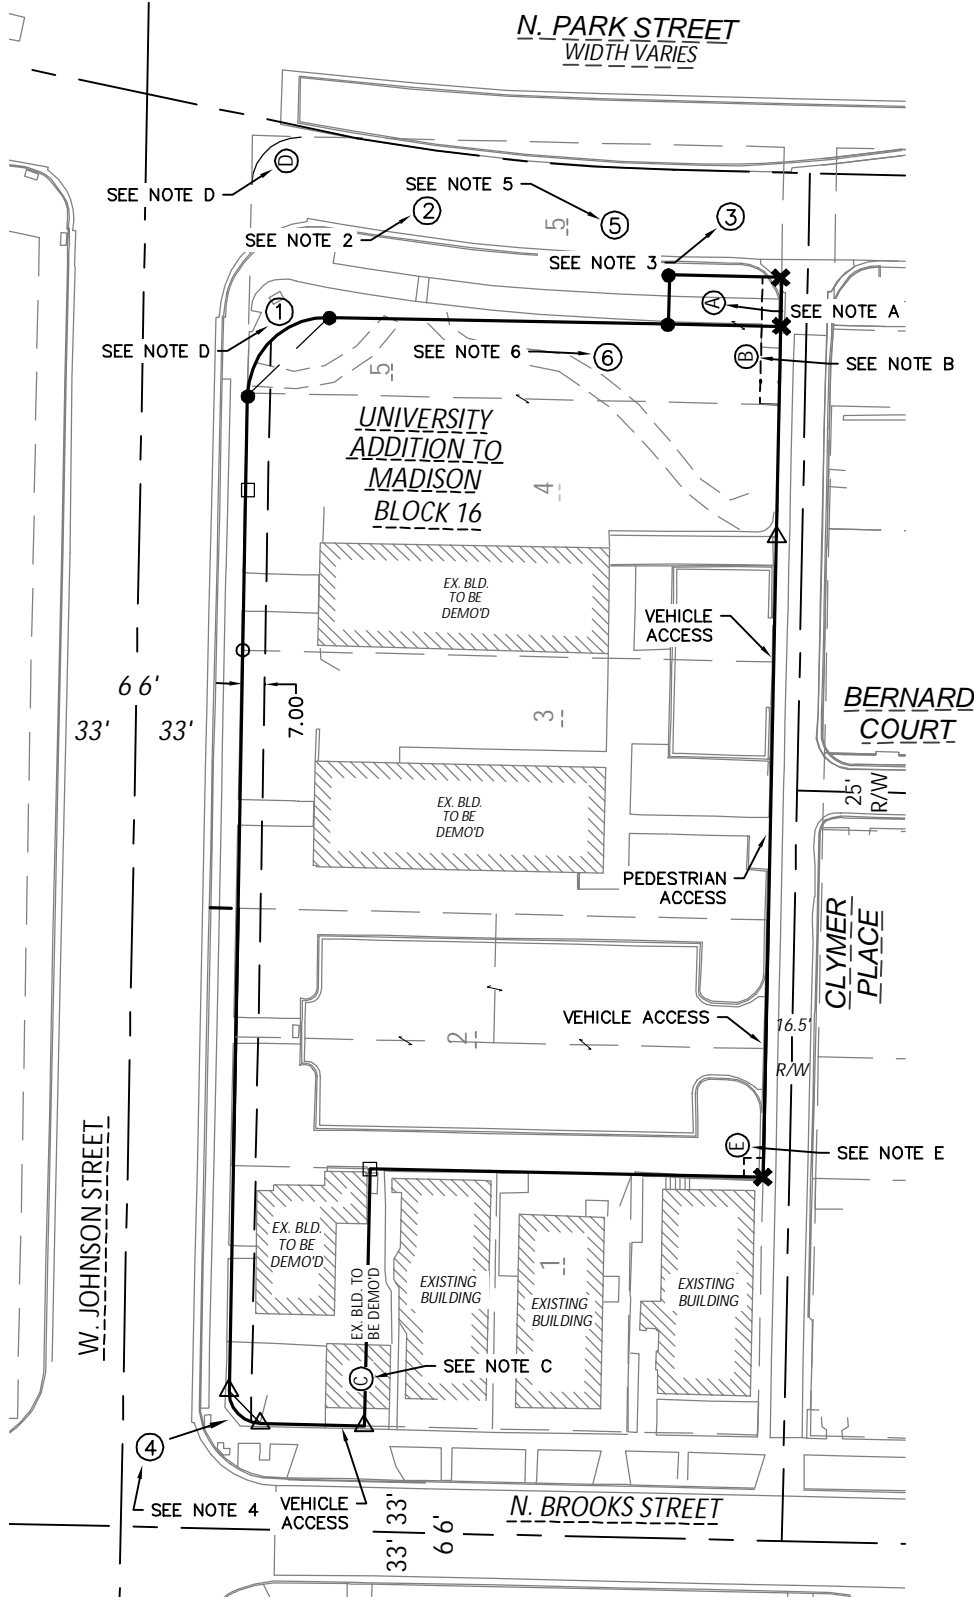 N. PARK STREET
WIDTH VARIES
D
SEE NOTE D
SEE NOTE 5
2
5
5
3
SEE NOTE 2
SEE NOTE 3
A
SEE NOTE A
1
SEE NOTE D
SEE NOTE 6
6
B
SEE NOTE B
5
UNIVERSITY
ADDITION TO
MADISON
BLOCK 16
4
EX. BLD.
TO BE
DEMO'D
VEHICLE
ACCESS
66'
33'
33'
7.00
3
BERNARD
COURT
25'
R/W
EX. BLD.
TO BE
DEMO'D
PEDESTRIAN
ACCESS
CLYMER
PLACE
VEHICLE ACCESS
2
16.5'
R/W
E
SEE NOTE E
W. JOHNSON STREET
EX. BLD.
TO BE
DEMO'D
EX. BLD. TO
BE DEMO'D
EXISTING
BUILDING
1
EXISTING
BUILDING
EXISTING
BUILDING
C
SEE NOTE C
4
SEE NOTE 4
VEHICLE
ACCESS
33'
33'
66'
N. BROOKS STREET